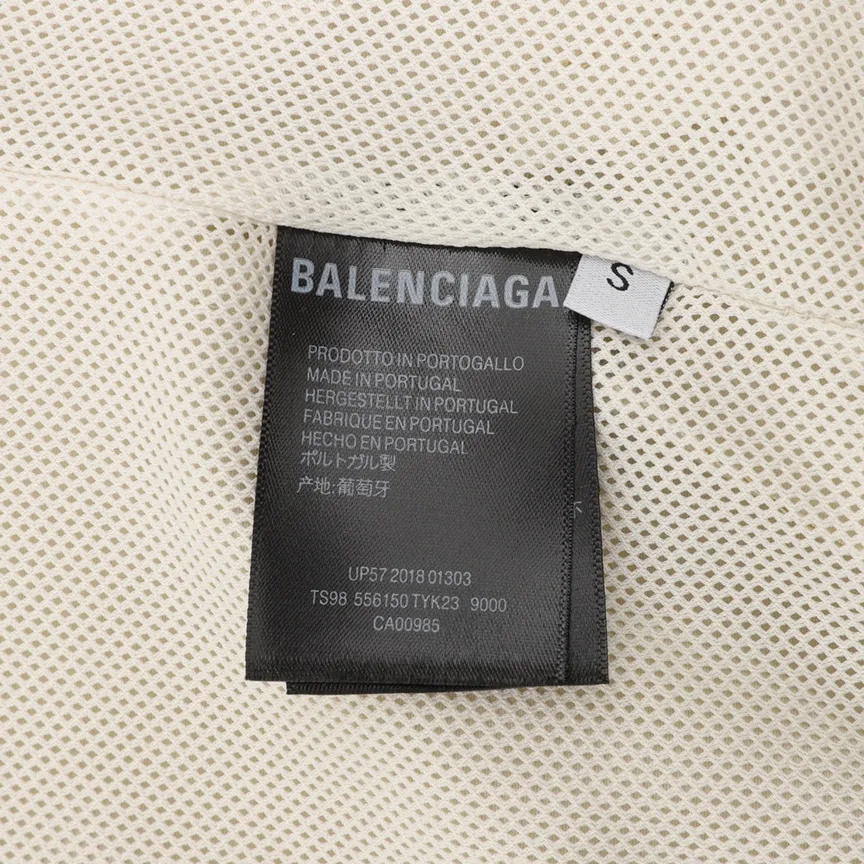 BALENCIAGA
S
PRODOTTO IN PORTOGALLO
MADE IN PORTUGAL
HERGESTELLT IN PORTUGAL
FABRIQUE EN PORTUGAL
HECHO EN PORTUGAL
ポルトガル製
产地:葡萄牙
UP57 2018 01303
TS98 556150 TYK23 9000
CA00985